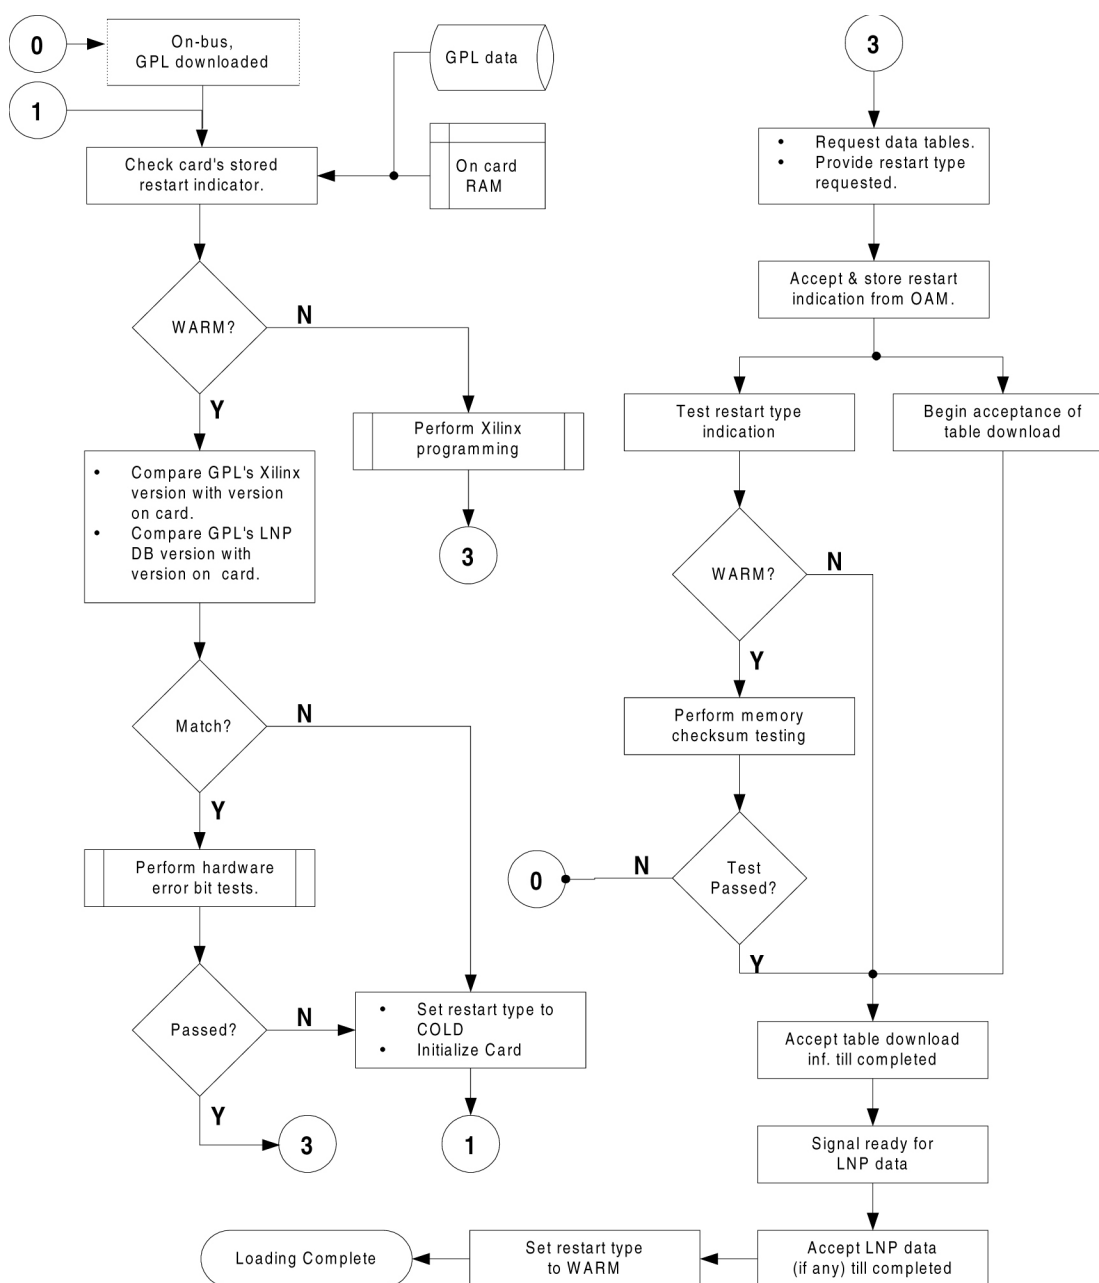 0
On-bus,
GPL downloaded
1
GPL data
On card
RAM
Check card's stored
restart indicator.
WARM?
N
Y
Perform Xilinx
programming
3
• Compare GPL's Xilinx
version with version
on card.
• Compare GPL's LNP
DB version with
version on card.
Match?
N
Y
Perform hardware
error bit tests.
Passed?
N
Y
3
• Set restart type to
COLD
• Initialize Card
1
3
• Request data tables.
• Provide restart type
requested.
Accept & store restart
indication from OAM.
Test restart type
indication
Begin acceptance of
table download
WARM?
N
Y
Perform memory
checksum testing
Test
Passed?
N
0
Y
Accept table download
inf. till completed
Signal ready for
LNP data
Accept LNP data
(if any) till completed
Set restart type
to WARM
Loading Complete